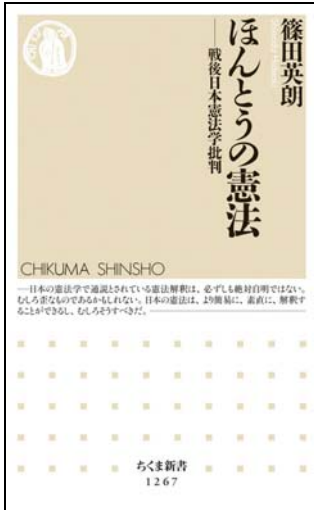 篠田英朗
Shinoda Hideaki
ほんとうの憲法
──戦後日本憲法学批判
CHIKUMA SHINSHO
──日本の憲法学で通説とされている憲法解釈は、必ずしも絶対自明ではない。
むしろ歪なものであるかもしれない。日本の憲法は、より簡易に、素直に、解釈す
ることができるし、むしろそうすべきだ。──
ちくま新書
1267